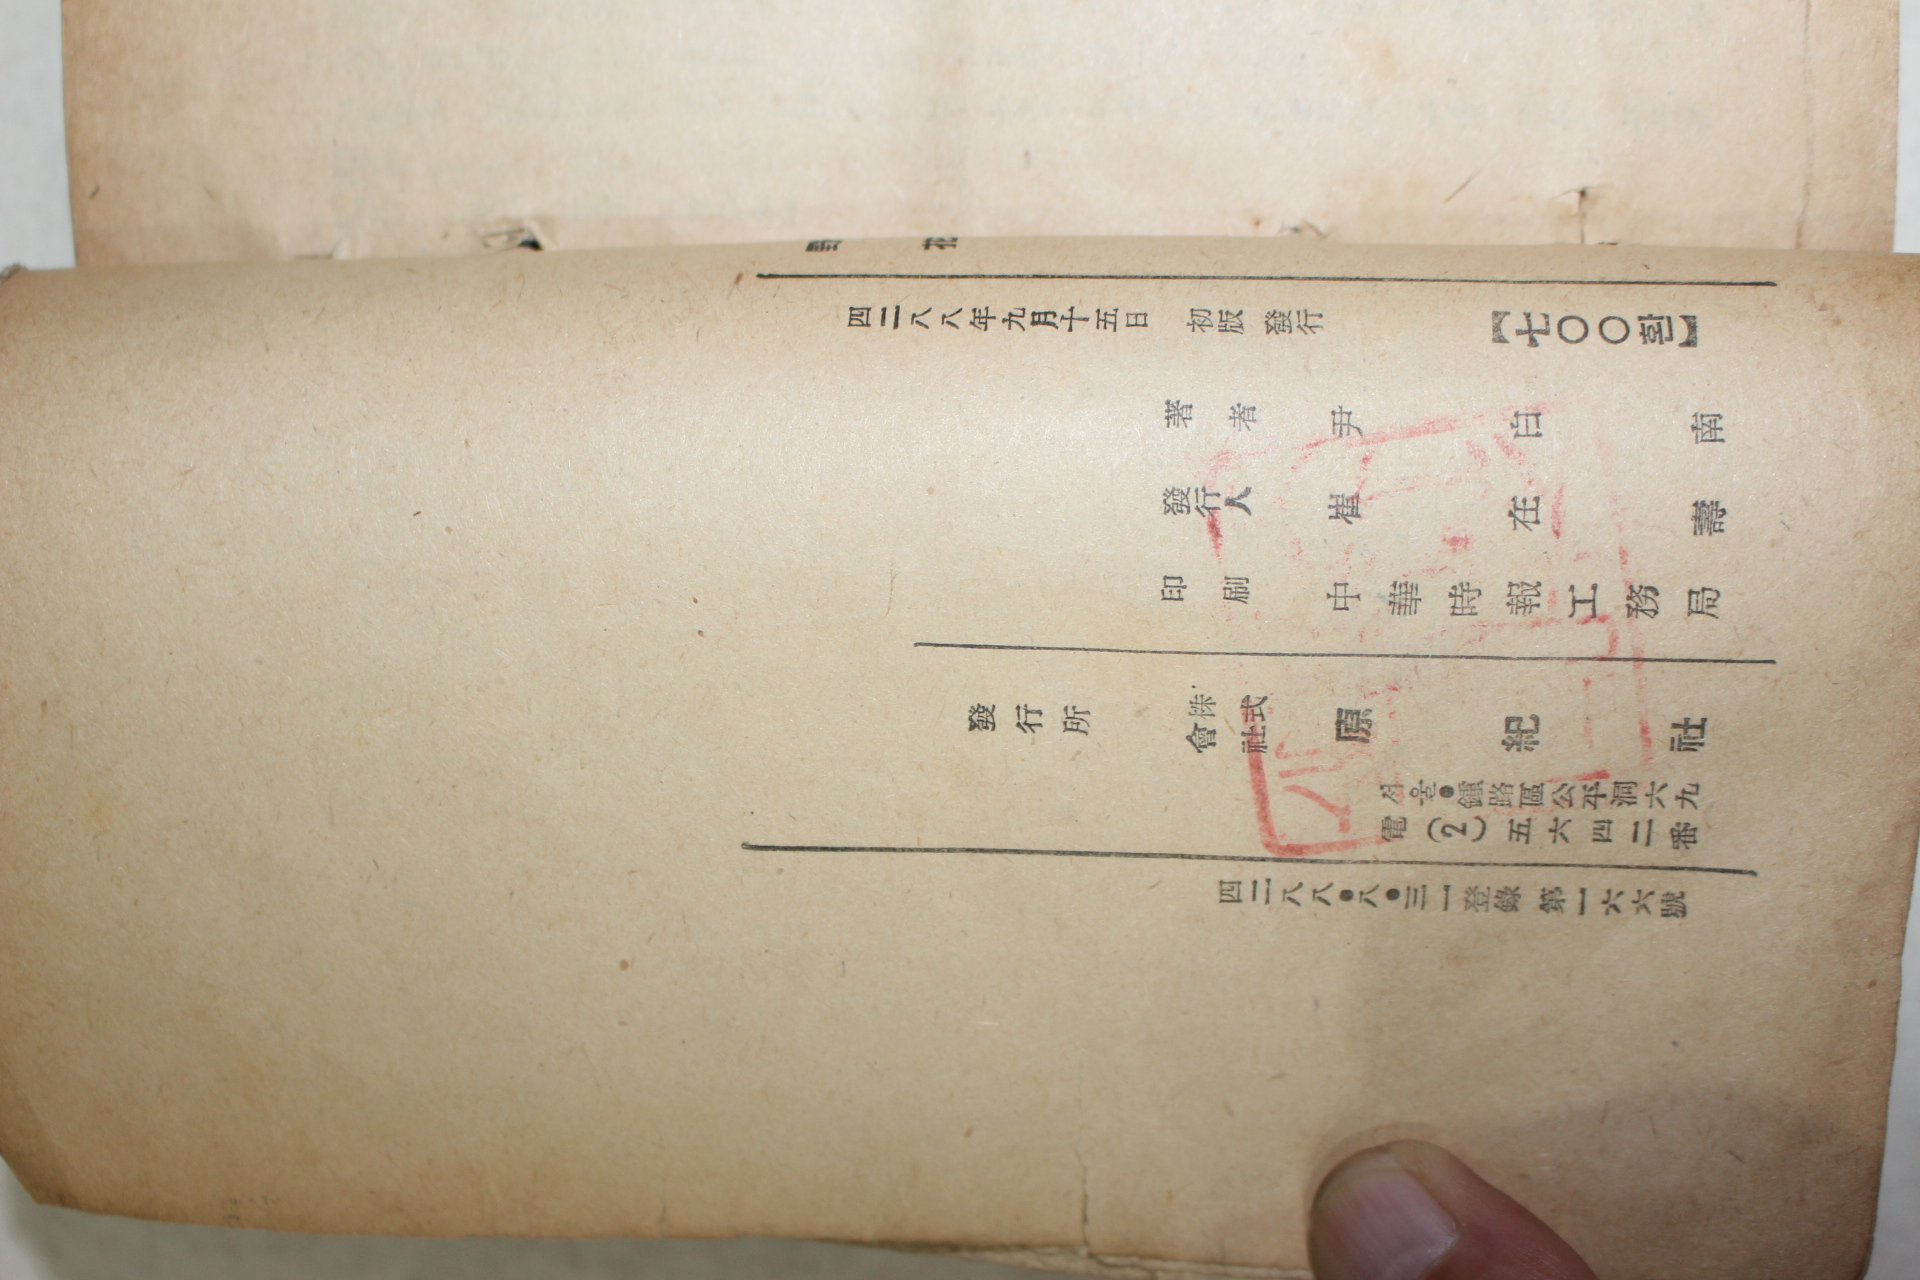 野花
四二八八年九月十五日 初版 發行
【七〇〇환】
著者 尹白南
發行人 崔在壽
印刷 中華時報工務局
發行所 株式會社 原紀社
서울●鍾路區公平洞六九
電(2)五六四二番
四二八八●八●三一登錄 第一六六號